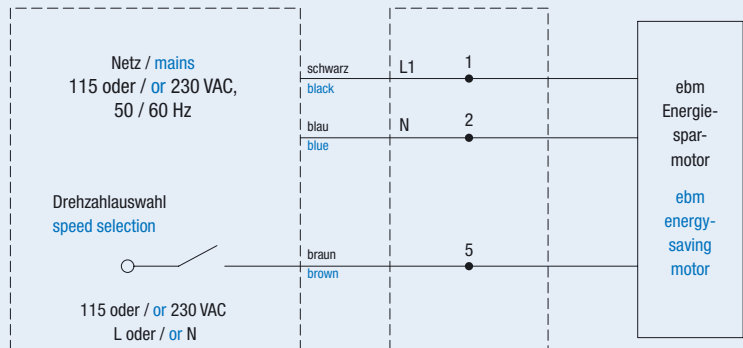 Netz / mains
115 oder / or 230 VAC,
50 / 60 Hz
schwarz
black
L1
1
blau
blue
N
2
Drehzahlauswahl
speed selection
braun
brown
5
115 oder / or 230 VAC
L oder / or N
ebm
Energie-
spar-
motor
ebm
energy-
saving
motor